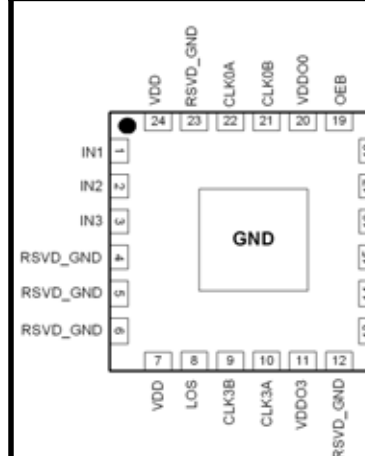 VDD
RSVD_GND
CLK0A
CLK0B
VDDO0
OEB
24
23
22
21
20
19
IN1
1
IN2
2
IN3
3
RSVD_GND
4
RSVD_GND
5
RSVD_GND
6
GND
7
8
9
10
11
12
VDD
LOS
CLK3B
CLK3A
VDDO3
RSVD_GND